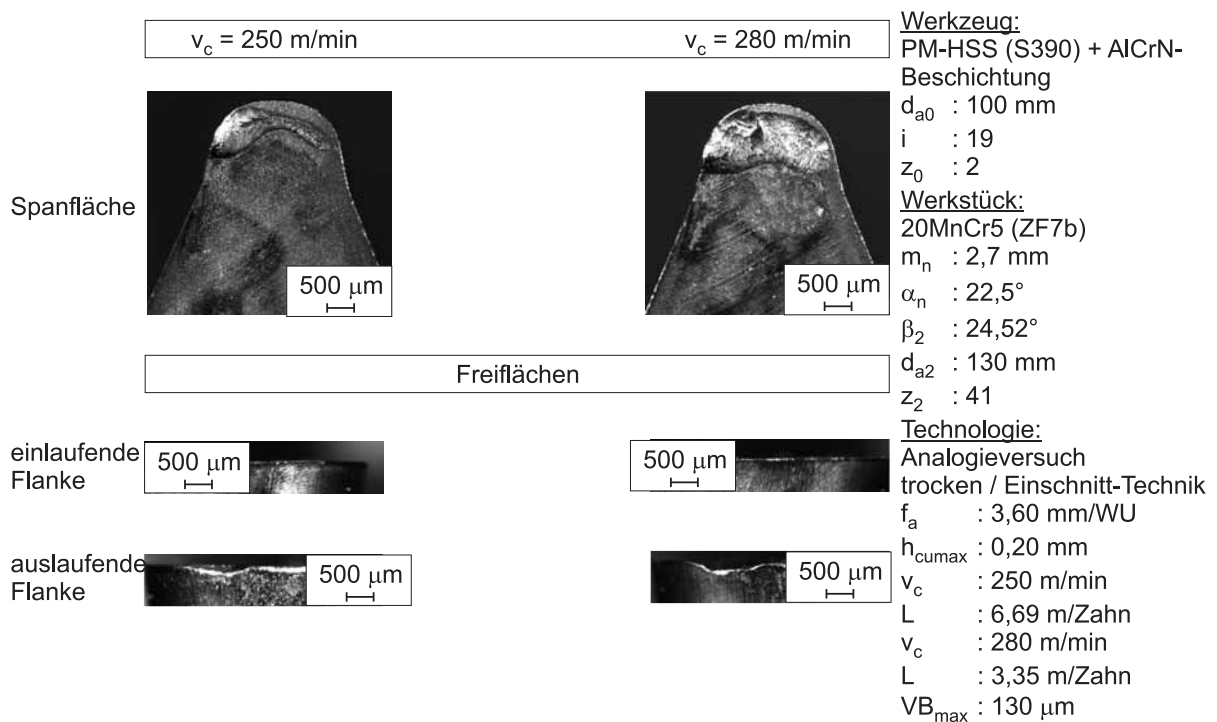 v_c = 250 m/min
v_c = 280 m/min
Spanfläche
500 μm
500 μm
Freiflächen
einlaufende
Flanke
500 μm
500 μm
auslaufende
Flanke
500 μm
500 μm
Werkzeug:
PM-HSS (S390) + AlCrN-
Beschichtung
d_a0 : 100 mm
i : 19
z_0 : 2
Werkstück:
20MnCr5 (ZF7b)
m_n : 2,7 mm
α_n : 22,5°
β_2 : 24,52°
d_a2 : 130 mm
z_2 : 41
Technologie:
Analogieversuch
trocken / Einschnitt-Technik
f_a : 3,60 mm/WU
h_cumax : 0,20 mm
v_c : 250 m/min
L : 6,69 m/Zahn
v_c : 280 m/min
L : 3,35 m/Zahn
VB_max : 130 μm